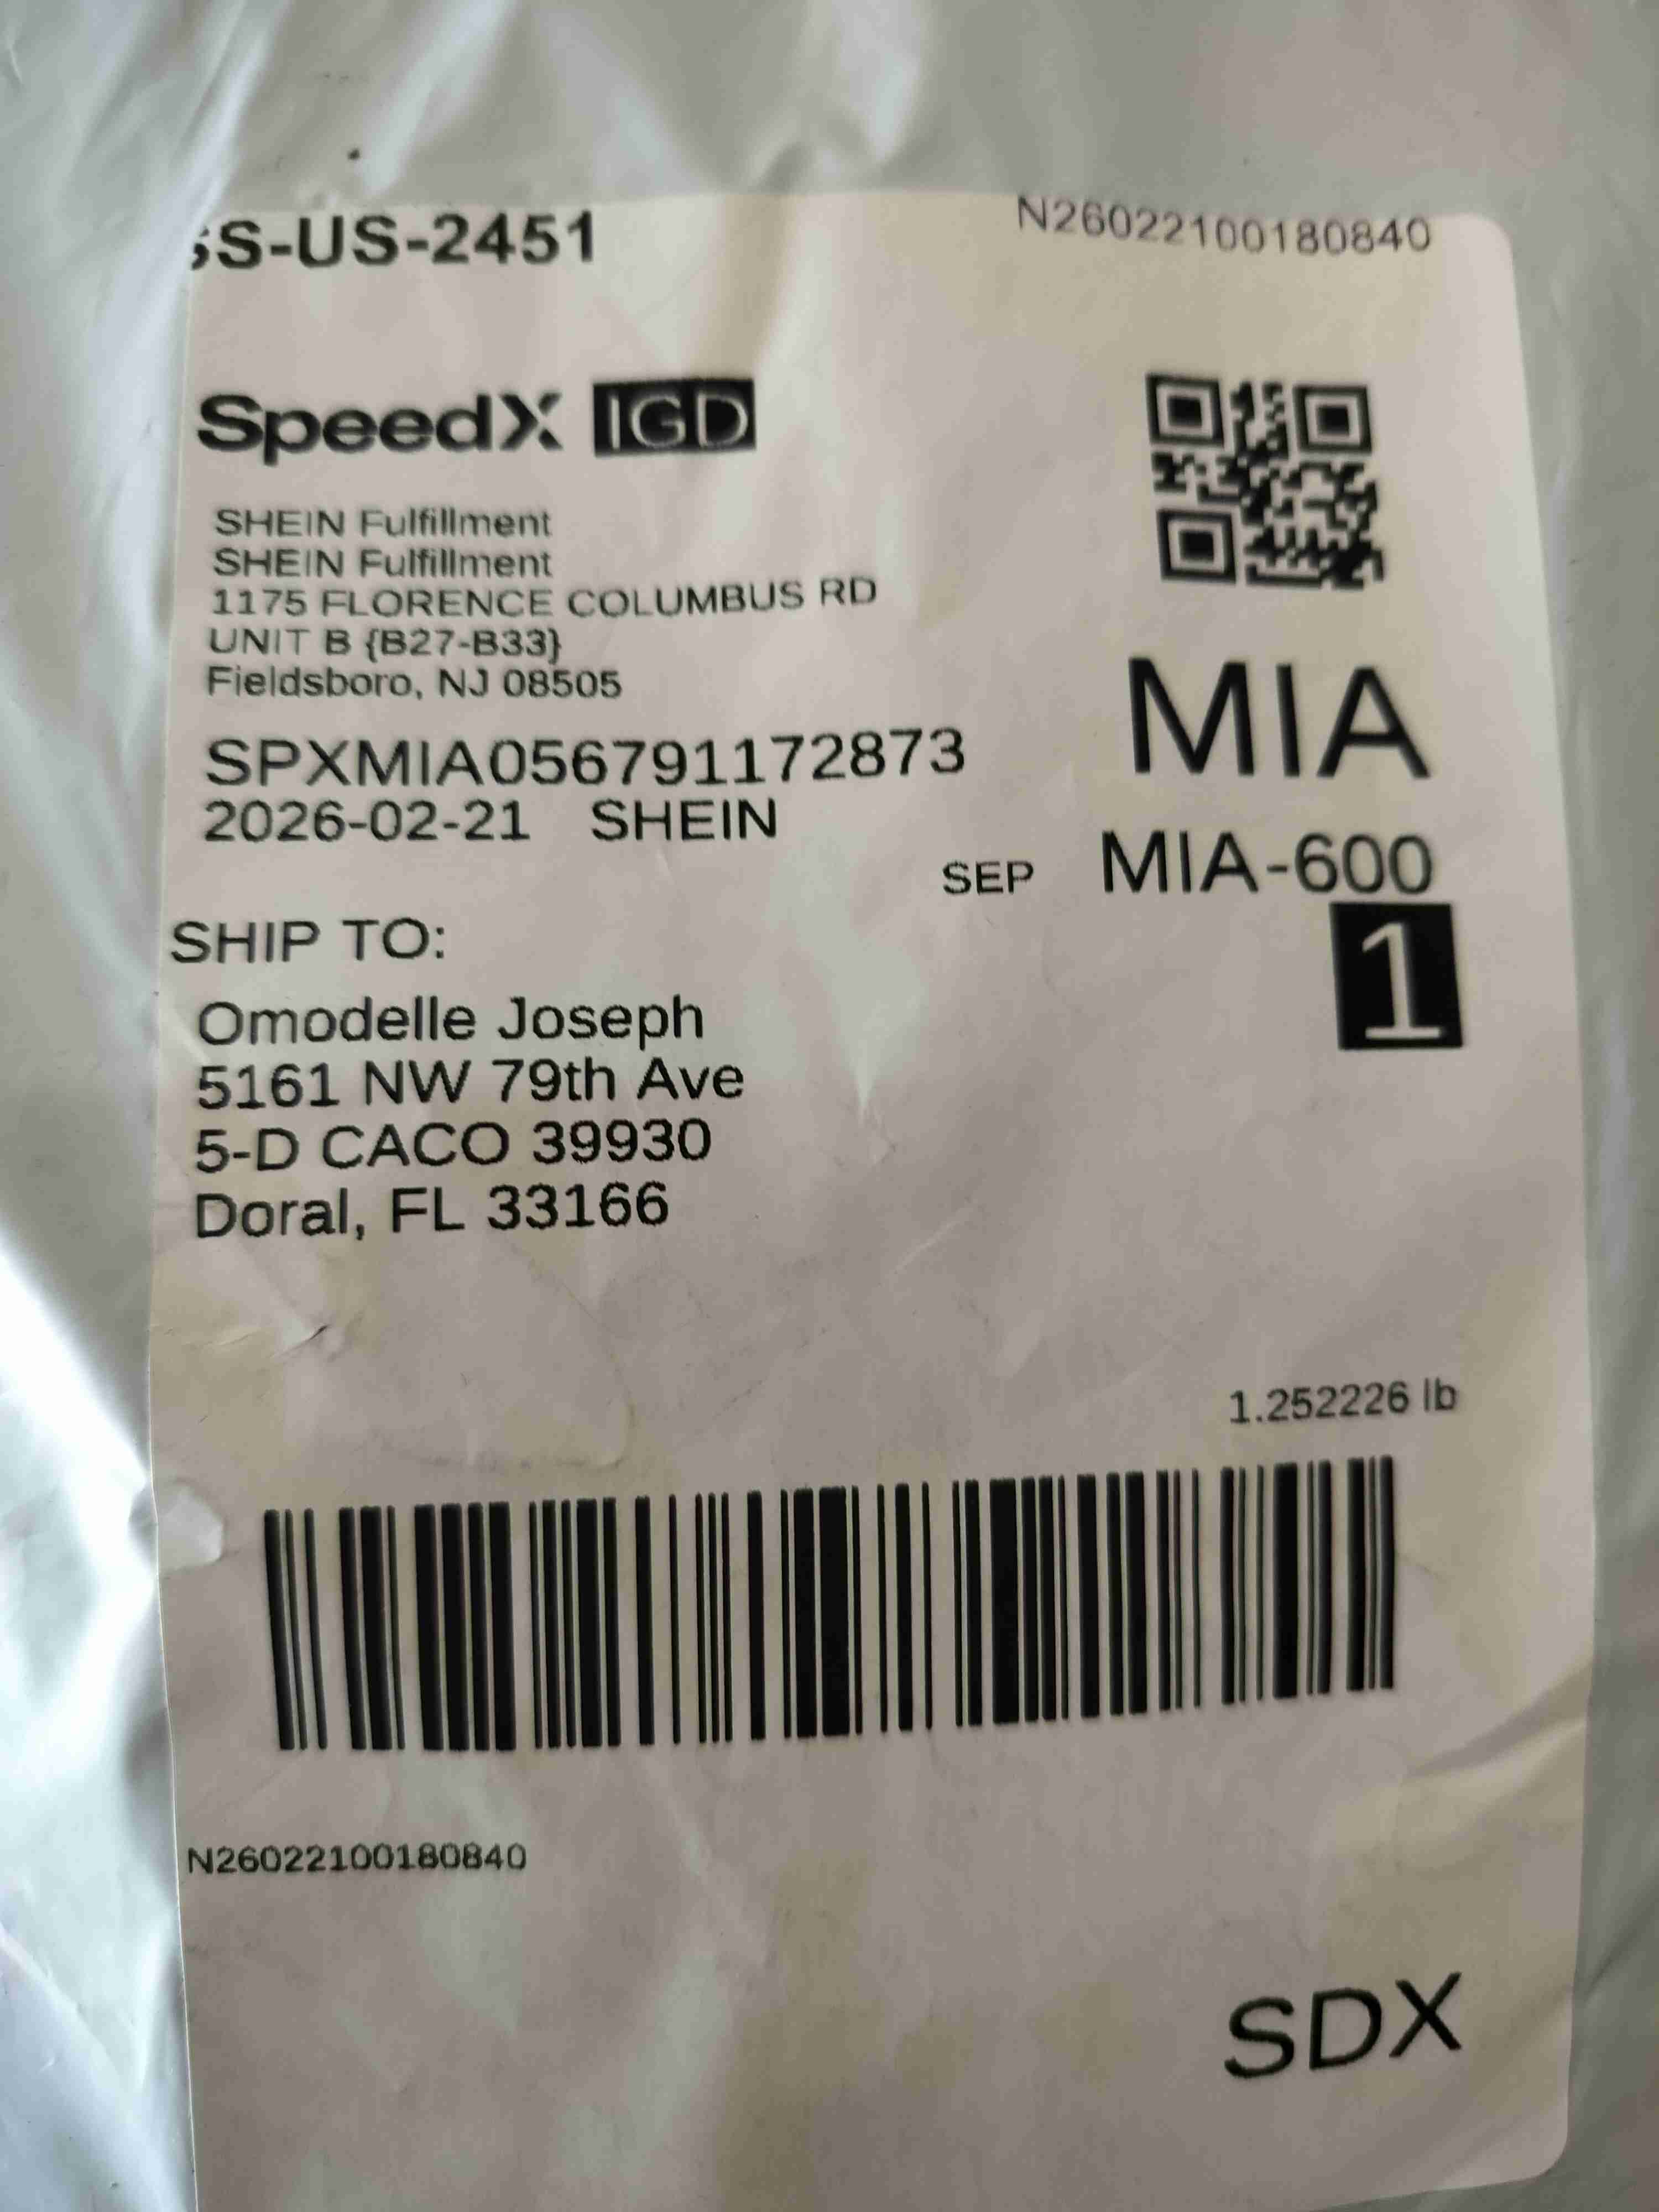 SS-US-2451
N26022100180840
SpeedX IGD
SHEIN Fulfillment
SHEIN Fulfillment
1175 FLORENCE COLUMBUS RD
UNIT B {B27-B33}
Fieldsboro, NJ 08505
SPXMIA056791172873
2026-02-21 SHEIN
MIA
SEP MIA-600
1
SHIP TO:
Omodelle Joseph
5161 NW 79th Ave
5-D CACO 39930
Doral, FL 33166
1.252226 lb
N26022100180840
SDX